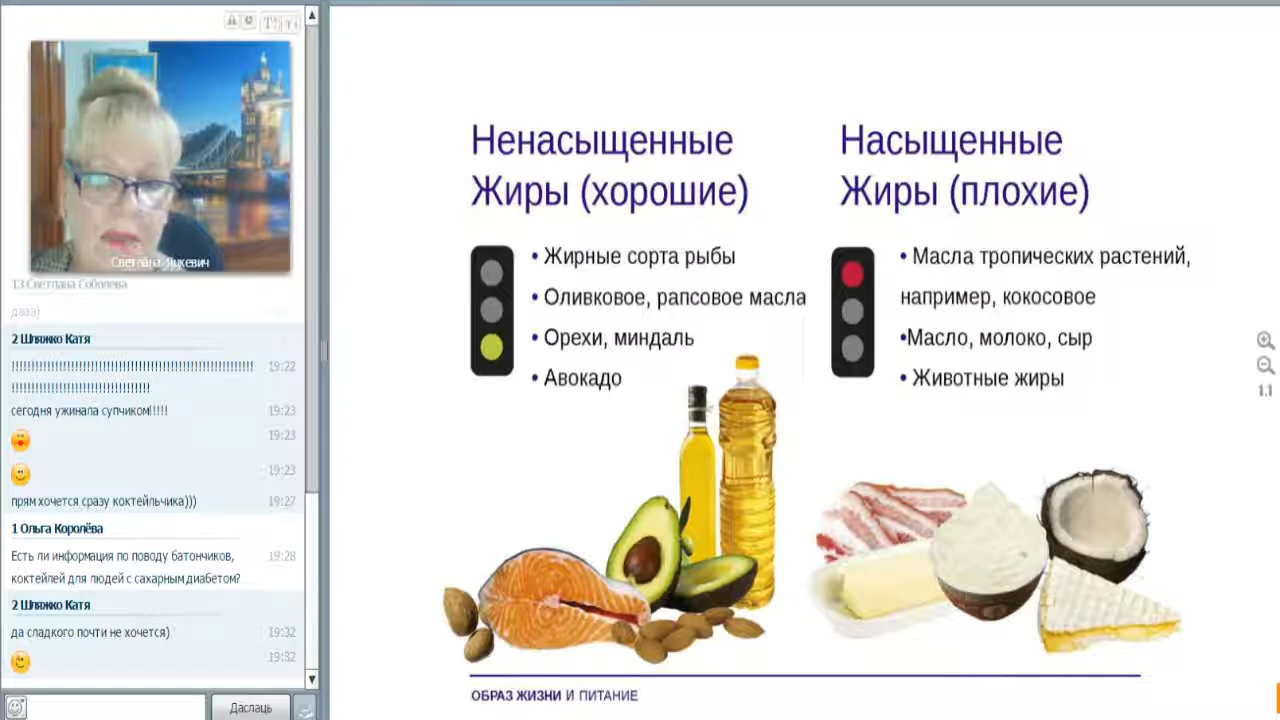 Светлана Яцкевич
13 Светлана Соболева
дааа)
2 Шляжко Катя
!!!!!!!!!!!!!!!!!!!!!!!!!!!!!!!!!!!!!!!!!!!!!!!!!!!!!!!!!!!!! 19:22
!!!!!!!!!!!!!!!!!!!!!!!!!!!!!!!!!!!
сегодня ужинала супчиком!!!!! 19:23
19:23
19:23
прям хочется сразу коктейльчика))) 19:27
1 Ольга Королёва
Есть ли информация по поводу батончиков, 19:28
коктейлей для людей с сахарным диабетом?
2 Шляжко Катя
да сладкого почти не хочется) 19:32
19:32
Даслаць
Ненасыщенные
Жиры (хорошие)
• Жирные сорта рыбы
• Оливковое, рапсовое масла
• Орехи, миндаль
• Авокадо
Насыщенные
Жиры (плохие)
• Масла тропических растений,
например, кокосовое
•Масло, молоко, сыр
• Животные жиры
ОБРАЗ ЖИЗНИ И ПИТАНИЕ
1:1